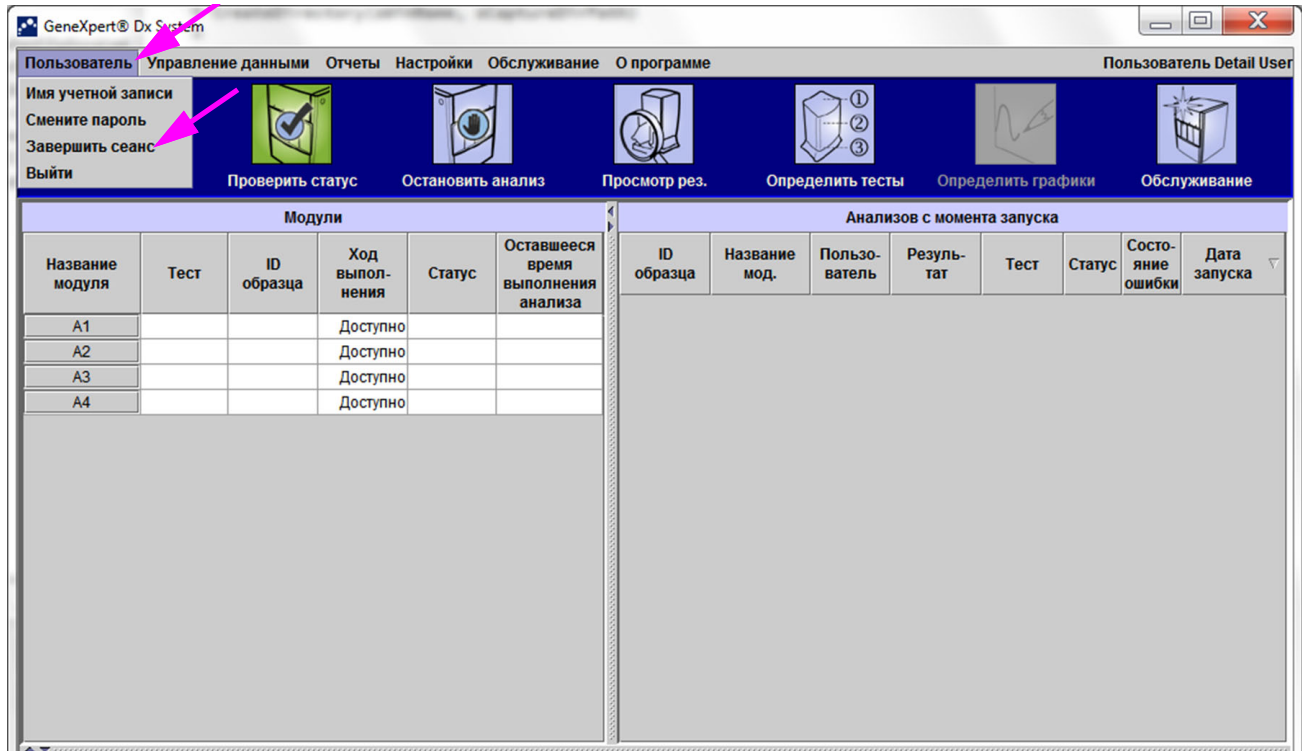 GeneXpert® Dx System
Пользователь Управление данными Отчеты Настройки Обслуживание О программе Пользователь Detail User
Имя учетной записи
Смените пароль
Завершить сеанс
Выйти
Проверить статус Остановить анализ Просмотр рез. Определить тесты Определить графики Обслуживание
①
②
③
Модули
Название
модуля
Тест
ID
образца
Ход
выпол-
нения
Статус
Оставшееся
время
выполнения
анализа
A1 Доступно
A2 Доступно
A3 Доступно
A4 Доступно
Анализов с момента запуска
ID
образца
Название
мод.
Пользо-
ватель
Резуль-
тат
Тест
Статус
Состо-
яние
ошибки
Дата
запуска